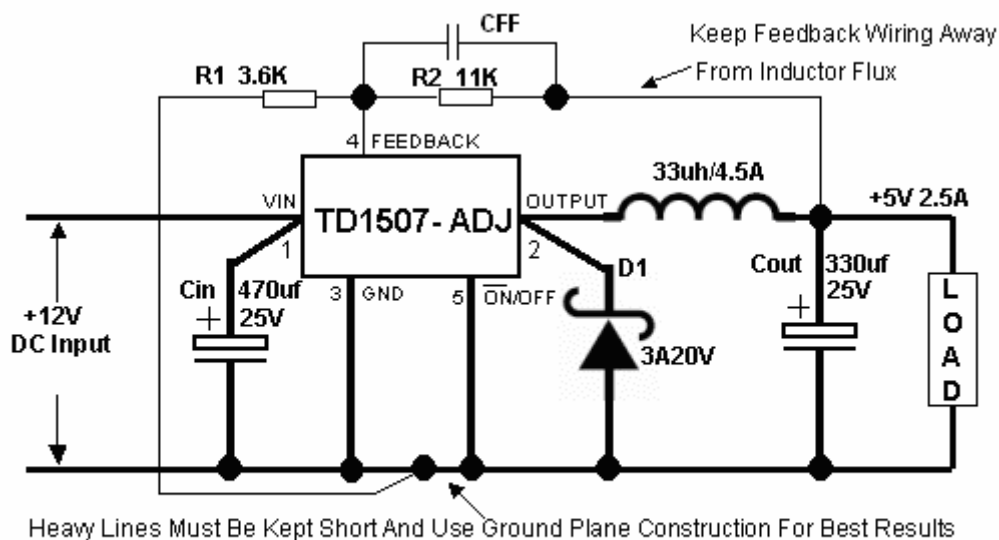 CFF
Keep Feedback Wiring Away
From Inductor Flux
R1 3.6K
R2 11K
4 FEEDBACK
33uh/4.5A
VIN
TD1507- ADJ
OUTPUT
+5V 2.5A
1
2
D1
Cin
470uf
25V
+
3 GND
5 ON/OFF
Cout
330uf
25V
+
LOAD
+12V
DC Input
3A20V
Heavy Lines Must Be Kept Short And Use Ground Plane Construction For Best Results